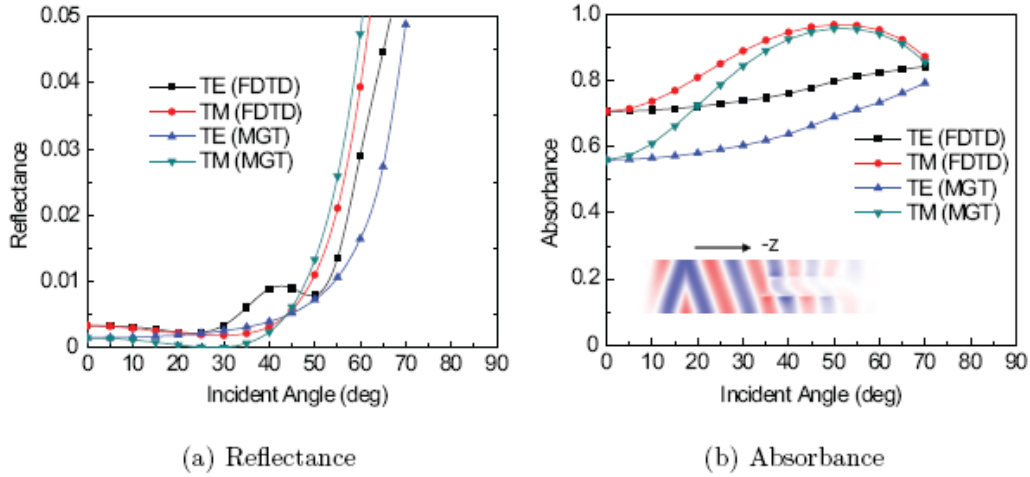 0.05
0.04
0.03
0.02
0.01
0
Reflectance
TE (FDTD)
TM (FDTD)
TE (MGT)
TM (MGT)
0 10 20 30 40 50 60 70 80 90
Incident Angle (deg)
(a) Reflectance
1.0
0.8
0.6
0.4
0.2
0
Absorbance
TE (FDTD)
TM (FDTD)
TE (MGT)
TM (MGT)
-z
0 10 20 30 40 50 60 70 80 90
Incident Angle (deg)
(b) Absorbance